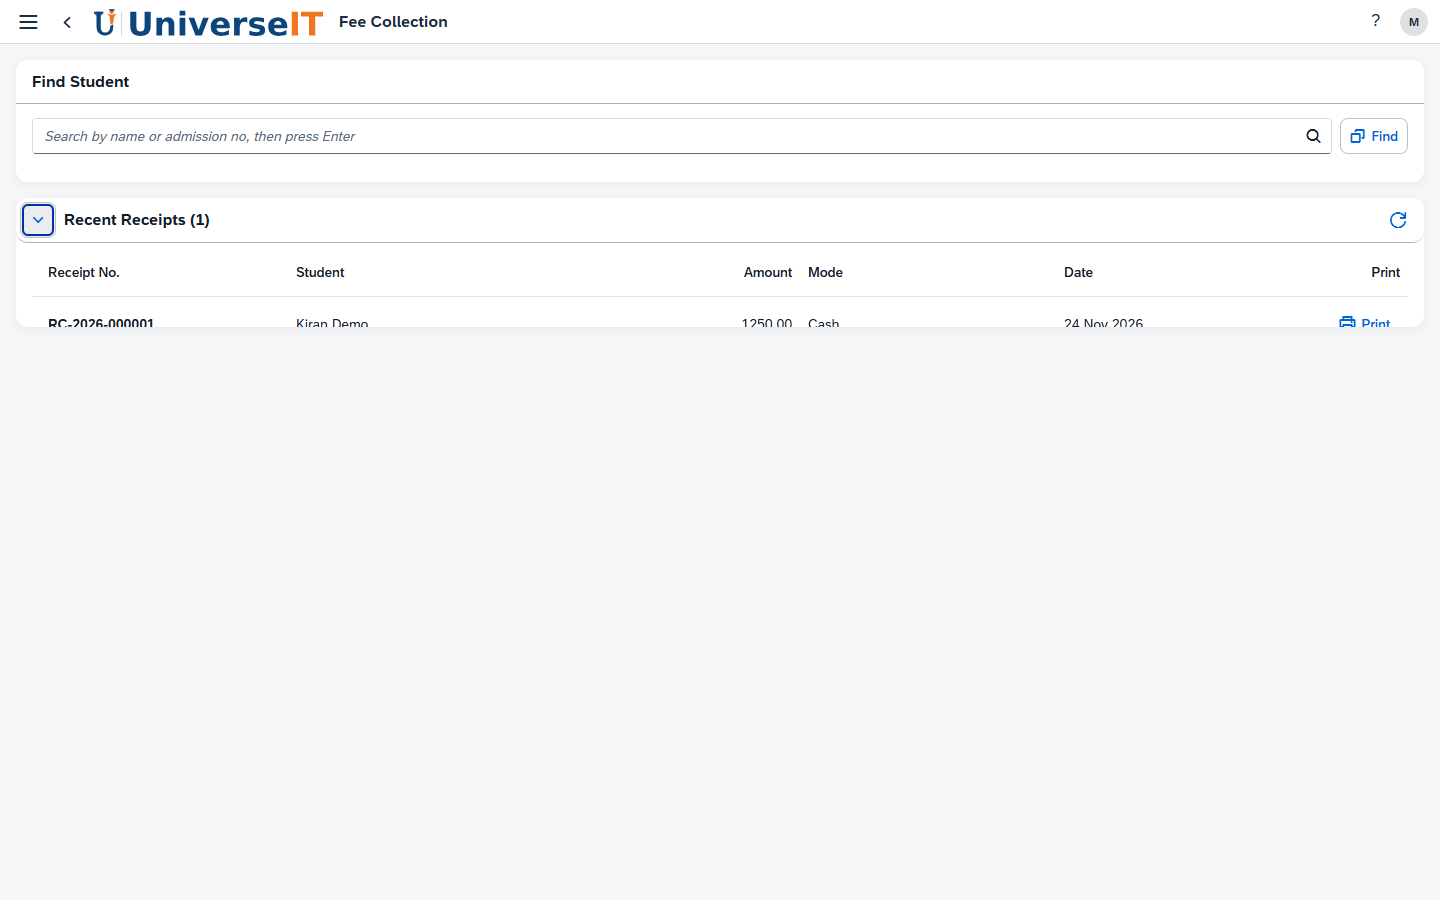 UniverseIT Fee Collection ? M
Find Student
Search by name or admission no, then press Enter Find
Recent Receipts (1)
Receipt No. Student Amount Mode Date Print
RC-2026-000001 Kiran Demo 1250.00 Cash 24 Nov 2026 Print